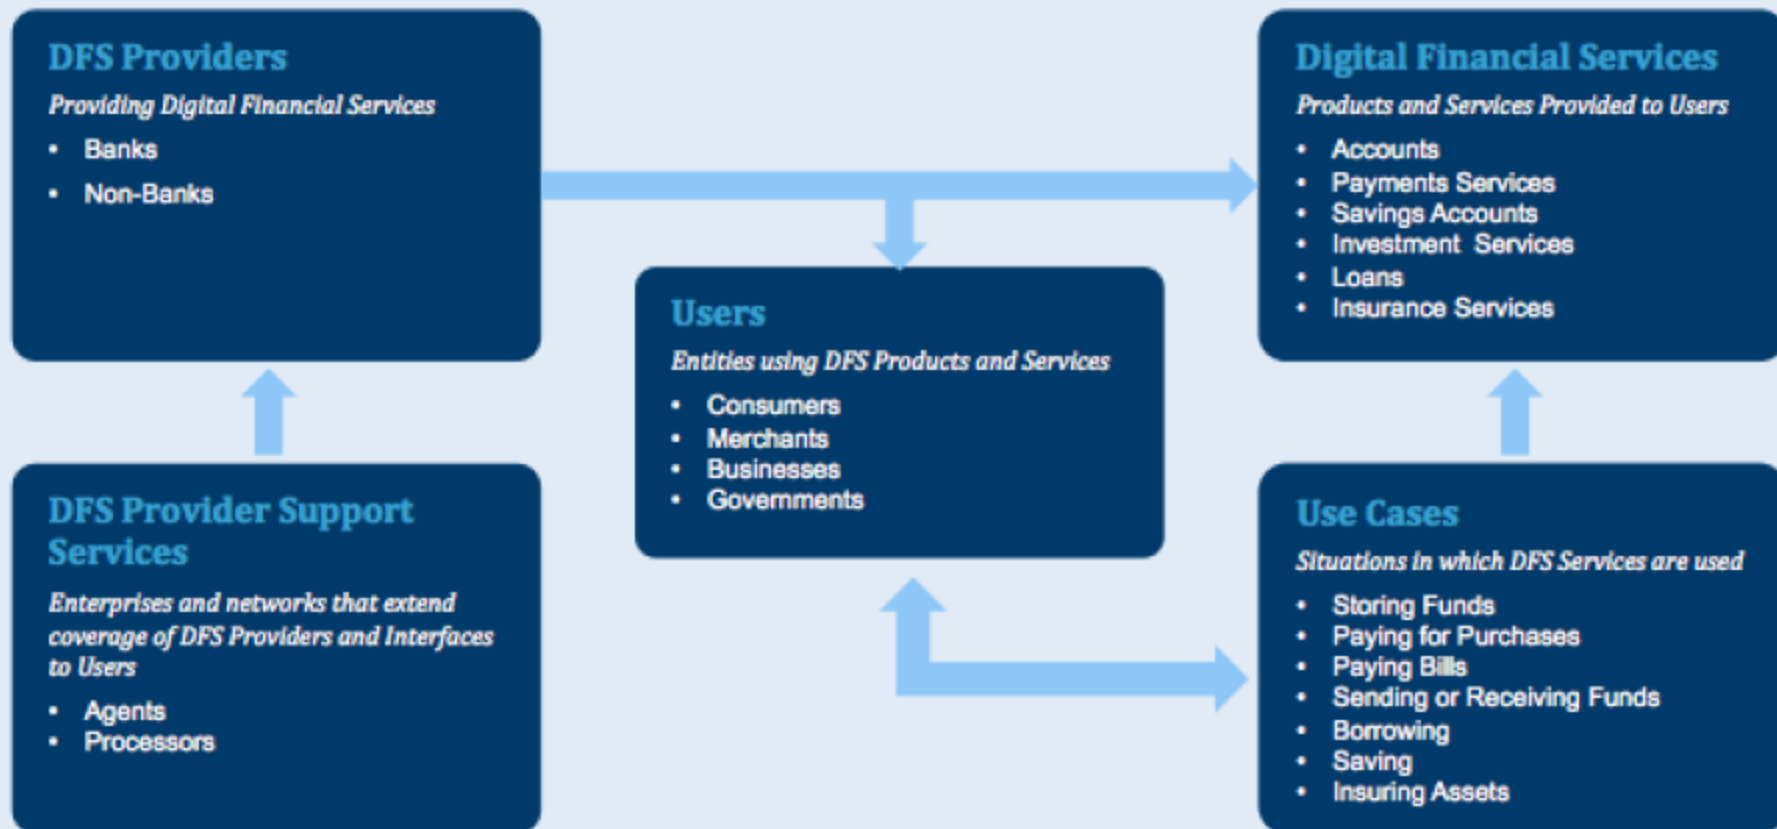 DFS Providers
Providing Digital Financial Services
• Banks
• Non-Banks
Digital Financial Services
Products and Services Provided to Users
• Accounts
• Payments Services
• Savings Accounts
• Investment Services
• Loans
• Insurance Services
Users
Entities using DFS Products and Services
• Consumers
• Merchants
• Businesses
• Governments
DFS Provider Support
Services
Enterprises and networks that extend
coverage of DFS Providers and Interfaces
to Users
• Agents
• Processors
Use Cases
Situations in which DFS Services are used
• Storing Funds
• Paying for Purchases
• Paying Bills
• Sending or Receiving Funds
• Borrowing
• Saving
• Insuring Assets